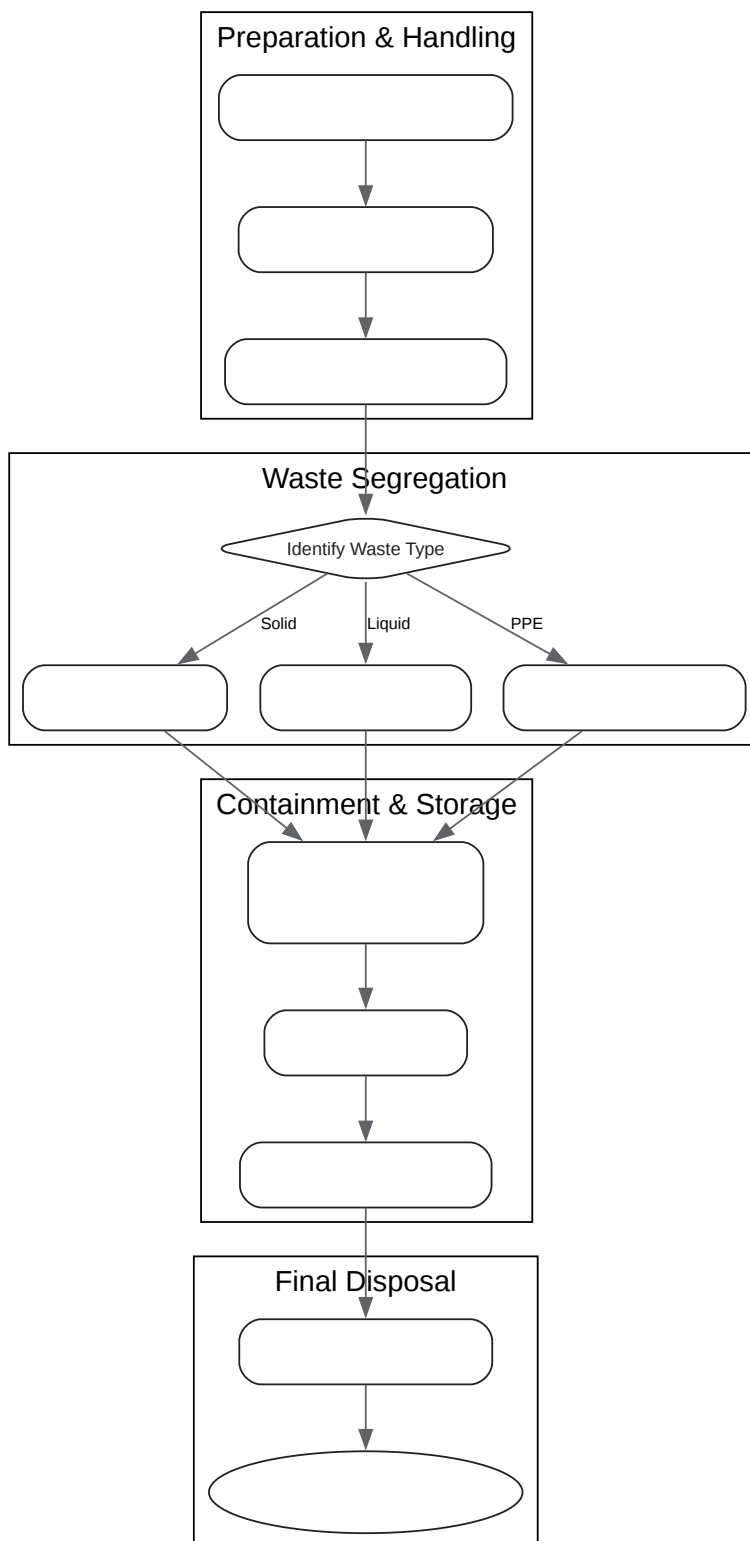 Preparation & Handling
Waste Segregation
Identify Waste Type
Solid
Liquid
PPE
Containment & Storage
Final Disposal